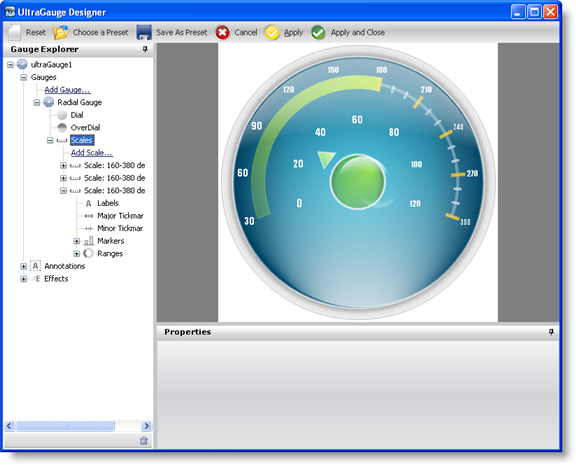 UltraGauge Designer
Reset Choose a Preset Save As Preset Cancel Apply Apply and Close
Gauge Explorer
ultraGauge1
Gauges
Add Gauge...
Radial Gauge
Dial
OverDial
Scales
Add Scale...
Scale: 160-380 de
Scale: 160-380 de
Scale: 160-380 de
Labels
Major Tickmar
Minor Tickmar
Markers
Ranges
A Annotations
E Effects
150 180
120 210
90 60 240
40 80
60 20 100 270
0 120
30 300
Properties